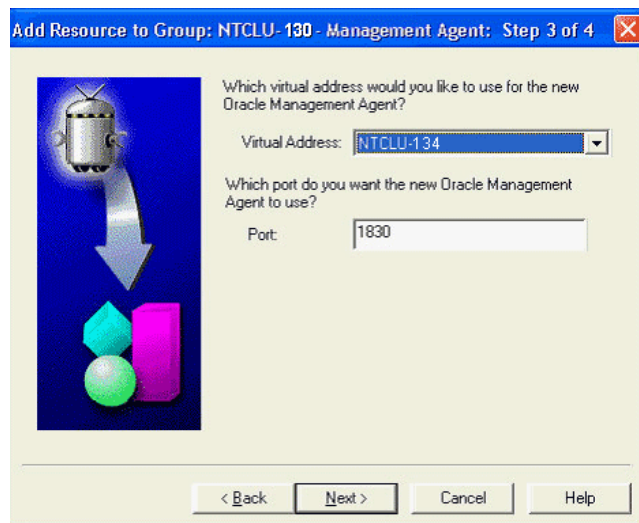 Add Resource to Group: NTCLU-130 - Management Agent: Step 3 of 4
Which virtual address would you like to use for the new
Oracle Management Agent?
Virtual Address: NTCLU-134
Which port do you want the new Oracle Management
Agent to use?
Port: 1830
< Back Next > Cancel Help